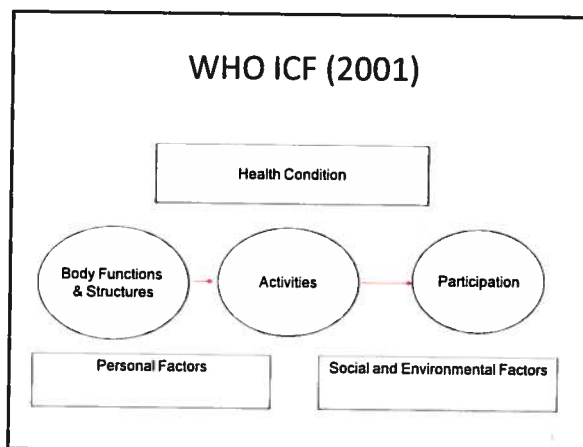 WHO ICF (2001)
Health Condition
Body Functions
& Structures
Activities
Participation
Personal Factors
Social and Environmental Factors